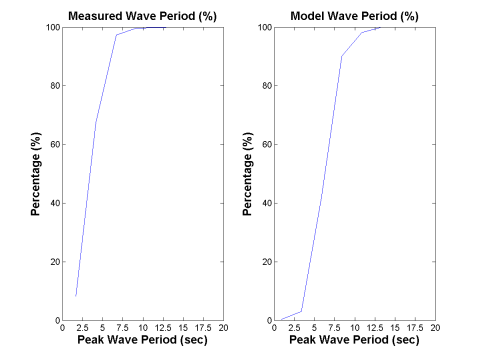 Measured Wave Period (%)
Model Wave Period (%)
100
80
60
40
20
0
Percentage (%)
0 2.5 5 7.5 10 12.5 15 17.5 20
Peak Wave Period (sec)
100
80
60
40
20
0
Percentage (%)
0 2.5 5 7.5 10 12.5 15 17.5 20
Peak Wave Period (sec)